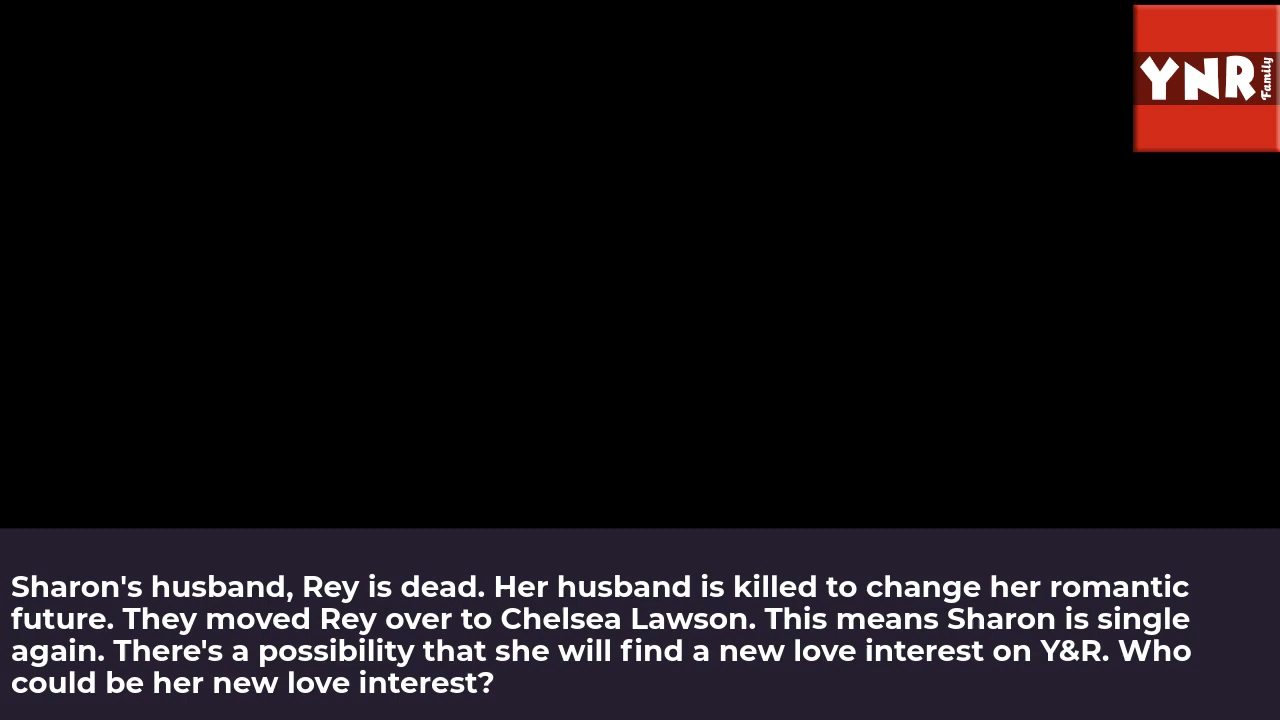 YNR
Family
Sharon's husband, Rey is dead. Her husband is killed to change her romantic
future. They moved Rey over to Chelsea Lawson. This means Sharon is single
again. There's a possibility that she will find a new love interest on Y&R. Who
could be her new love interest?